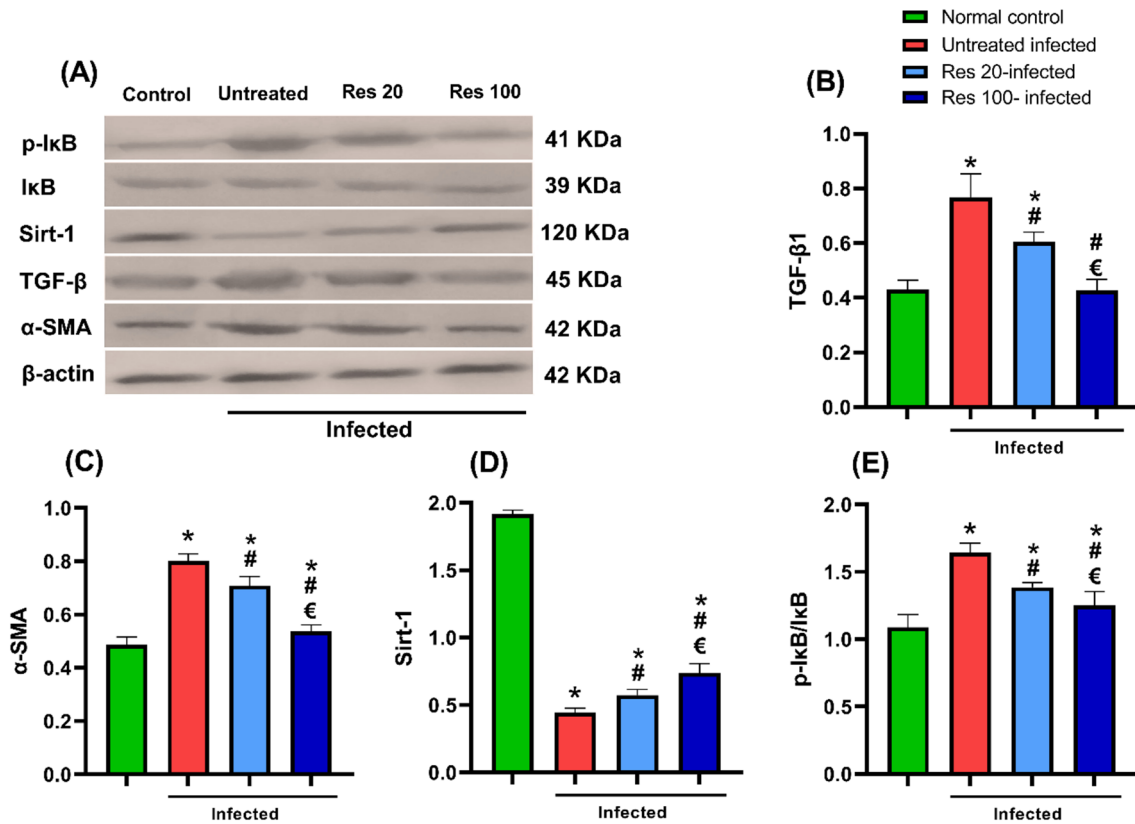 Normal control
Untreated infected
Res 20-infected
Res 100- infected
(A)
Control Untreated Res 20 Res 100
p-IκB 41 KDa
IκB 39 KDa
Sirt-1 120 KDa
TGF-β 45 KDa
α-SMA 42 KDa
β-actin 42 KDa
Infected
(B)
TGF-β1
1.0
0.8
0.6
0.4
0.2
0.0
*
*
#
#
€
Infected
(C)
α-SMA
1.0
0.8
0.6
0.4
0.2
0.0
*
*
#
*
#
€
Infected
(D)
Sirt-1
2.0
1.5
1.0
0.5
0.0
*
*
#
*
#
€
Infected
(E)
p-IκB/IκB
2.0
1.5
1.0
0.5
0.0
*
*
#
*
#
€
Infected